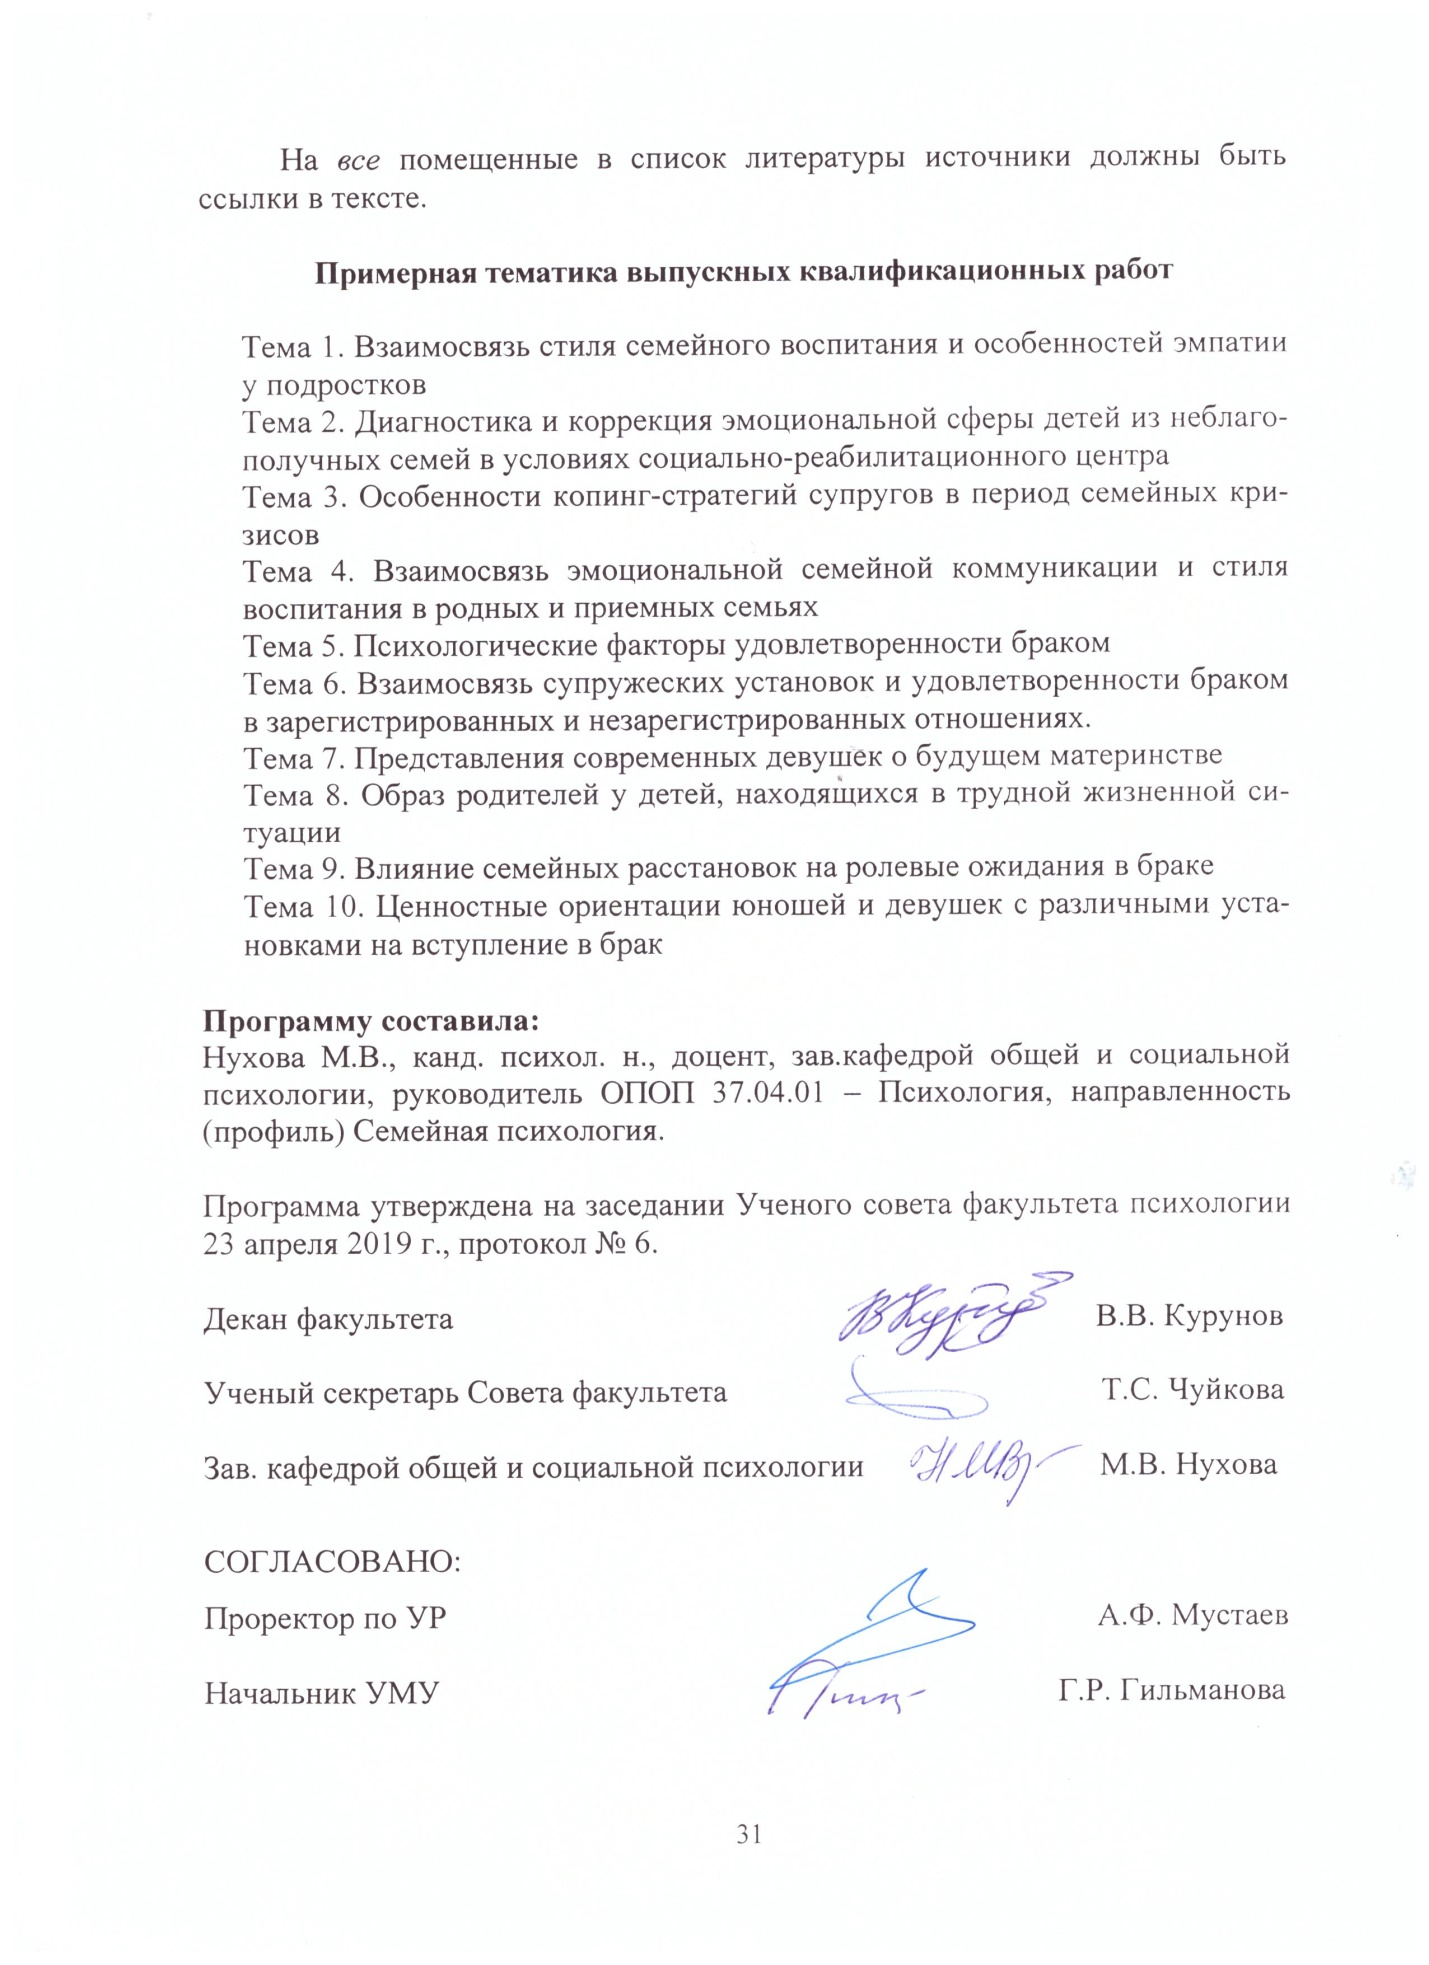 На все помещенные в список литературы источники должны быть
ссылки в тексте.
Примерная тематика выпускных квалификационных работ
Тема 1. Взаимосвязь стиля семейного воспитания и особенностей эмпатии
у подростков
Тема 2. Диагностика и коррекция эмоциональной сферы детей из неблаго-
получных семей в условиях социально-реабилитационного центра
Тема 3. Особенности копинг-стратегий супругов в период семейных кри-
зисов
Тема 4. Взаимосвязь эмоциональной семейной коммуникации и стиля
воспитания в родных и приемных семьях
Тема 5. Психологические факторы удовлетворенности браком
Тема 6. Взаимосвязь супружеских установок и удовлетворенности браком
в зарегистрированных и незарегистрированных отношениях.
Тема 7. Представления современных девушек о будущем материнстве
Тема 8. Образ родителей у детей, находящихся в трудной жизненной си-
туации
Тема 9. Влияние семейных расстановок на ролевые ожидания в браке
Тема 10. Ценностные ориентации юношей и девушек с различными уста-
новками на вступление в брак
Программу составила:
Нухова М.В., канд. психол. н., доцент, зав.кафедрой общей и социальной
психологии, руководитель ОПОП 37.04.01 – Психология, направленность
(профиль) Семейная психология.
Программа утверждена на заседании Ученого совета факультета психологии
23 апреля 2019 г., протокол № 6.
Декан факультета В.В. Курунов
Ученый секретарь Совета факультета Т.С. Чуйкова
Зав. кафедрой общей и социальной психологии М.В. Нухова
СОГЛАСОВАНО:
Проректор по УР А.Ф. Мустаев
Начальник УМУ Г.Р. Гильманова
31